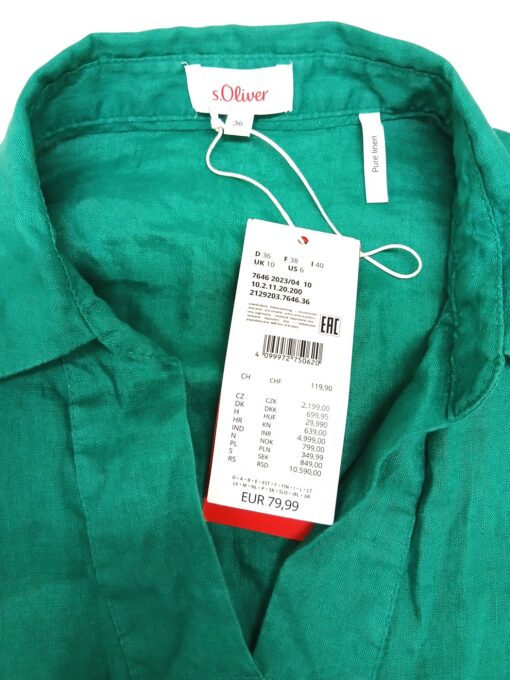 s.Oliver
36
Pure linen
D 36 F 38 I 40
UK 10 US 6
7646 2023/04 10
10.2.11.20.200
2129203.7646.36
EAC
4 099972 750620
CH CHF 119,90
CZ CZK 2.199,00
DK DKK 699,95
H HUF 29,990
HR KN 639,00
IND INR 4.999,00
N NOK 799,00
PL PLN 349,99
S SEK 849,00
RS RSD 10.590,00
EUR 79,99